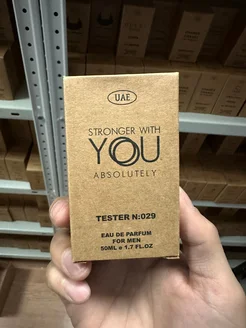 UAE
STRONGER WITH
YOU
ABSOLUTELY
TESTER N:029
EAU DE PARFUM
FOR MEN
50ML e 1.7 FL.OZ